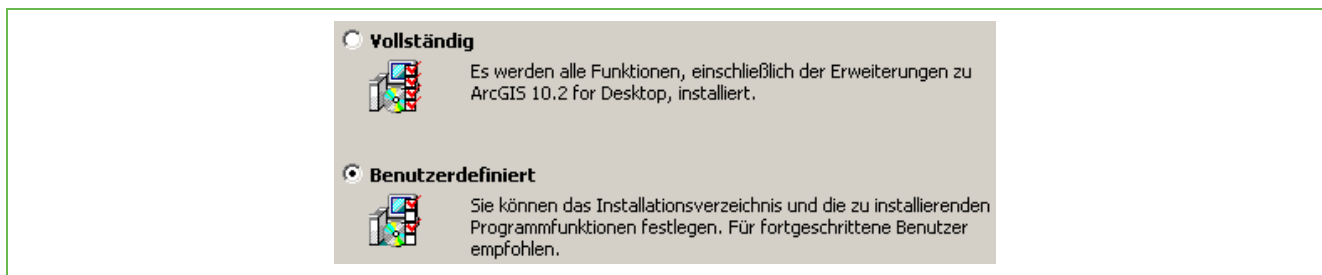 Vollständig
Es werden alle Funktionen, einschließlich der Erweiterungen zu
ArcGIS 10.2 for Desktop, installiert.
Benutzerdefiniert
Sie können das Installationsverzeichnis und die zu installierenden
Programmfunktionen festlegen. Für fortgeschrittene Benutzer
empfohlen.